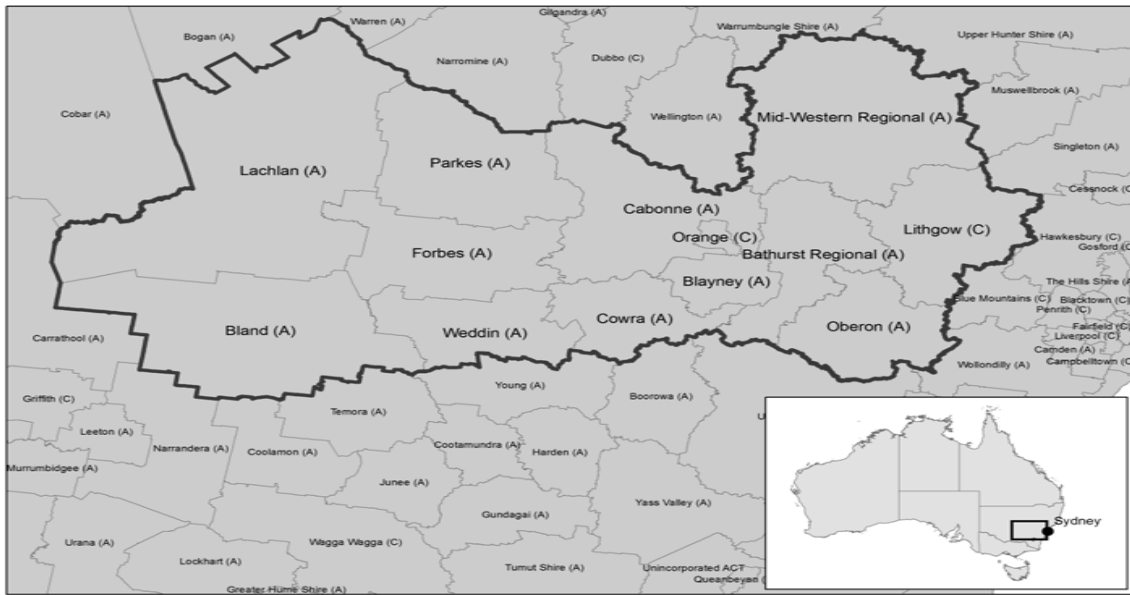 Gilgandra (A)
Warren (A)
Warrumbungle Shire (A)
Bogan (A)
Upper Hunter Shire (A)
Narromine (A)
Dubbo (C)
Muswellbrook (A)
Cobar (A)
Wellington (A)
Mid-Western Regional (A)
Singleton (A)
Parkes (A)
Lachlan (A)
Cessnock (C
Cabonne (A)
Lithgow (C)
Orange (C)
Hawkesbury (C)
Gosford (C
Forbes (A)
Bathurst Regional (A)
Blayney (A)
The Hills Shire (A
Blue Mountains (C)
Blacktown (C)
Penrith (C)
Cowra (A)
Bland (A)
Weddin (A)
Oberon (A)
Fairfield (C)
Liverpool (C)
Carrathool (A)
Camden (A)
Campbelltown (C
Wollondilly (A)
Young (A)
Boorowa (A)
Griffith (C)
Temora (A)
Leeton (A)
Narrandera (A)
Coolamon (A)
Cootamundra (A)
Harden (A)
Murrumbidgee (A)
Junee (A)
Yass Valley (A)
Gundagai (A)
Sydney
Urana (A)
Wagga Wagga (C)
Lockhart (A)
Tumut Shire (A)
Unincorporated ACT
Queanbeyan
Greater Hume Shire (A)